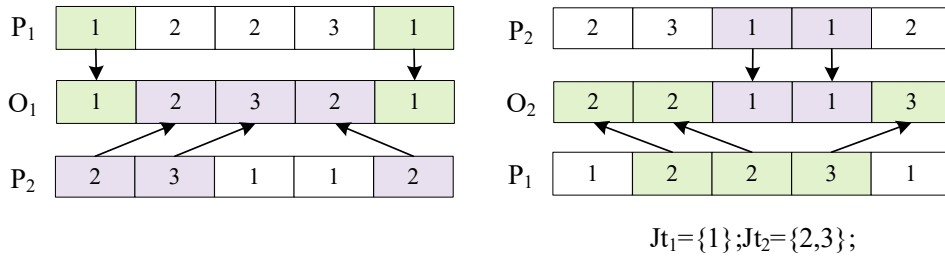 P1 1 2 2 3 1
O1 1 2 3 2 1
P2 2 3 1 1 2
P2 2 3 1 1 2
O2 2 2 1 1 3
P1 1 2 2 3 1
Jt1={1};Jt2={2,3};